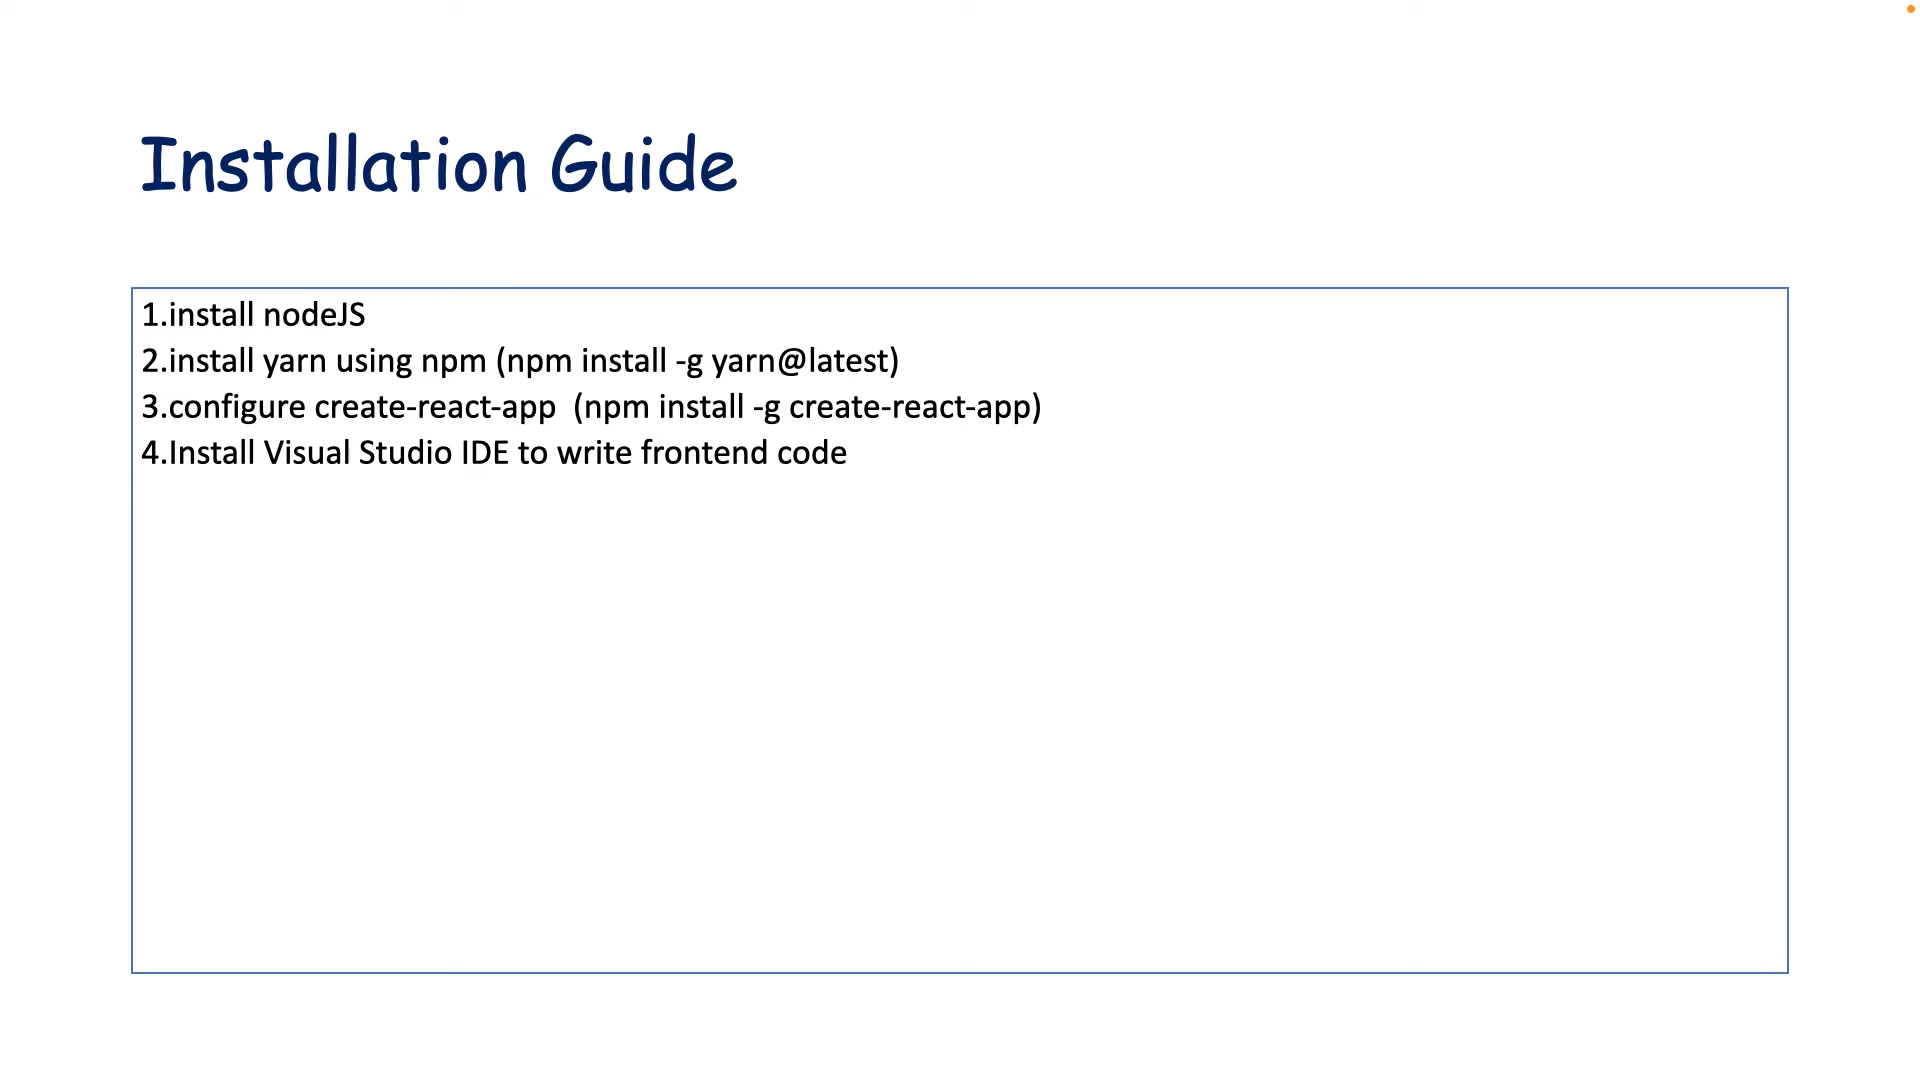 Installation Guide
1.install nodeJS
2.install yarn using npm (npm install -g yarn@latest)
3.configure create-react-app  (npm install -g create-react-app)
4.Install Visual Studio IDE to write frontend code